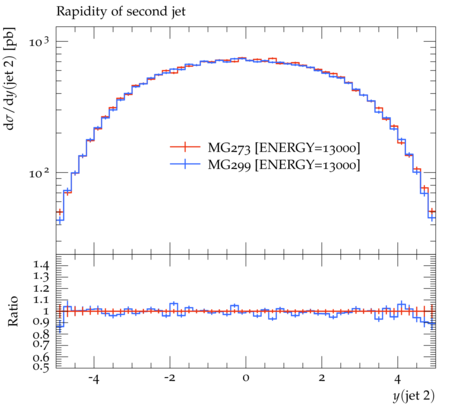 Rapidity of second jet
dσ/dy(jet 2) [pb]
10³
MG273 [ENERGY=13000]
MG299 [ENERGY=13000]
10²
Ratio
1.4
1.3
1.2
1.1
1
0.9
0.8
0.7
0.6
0.5
-4 -2 0 2 4
y(jet 2)